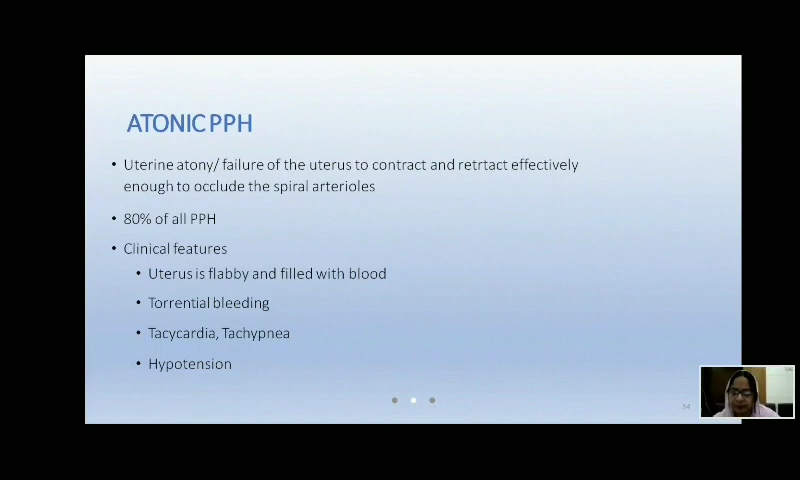 ATONIC PPH
• Uterine atony/ failure of the uterus to contract and retrtact effectively
enough to occlude the spiral arterioles
• 80% of all PPH
• Clinical features
• Uterus is flabby and filled with blood
• Torrential bleeding
• Tacycardia, Tachypnea
• Hypotension
34